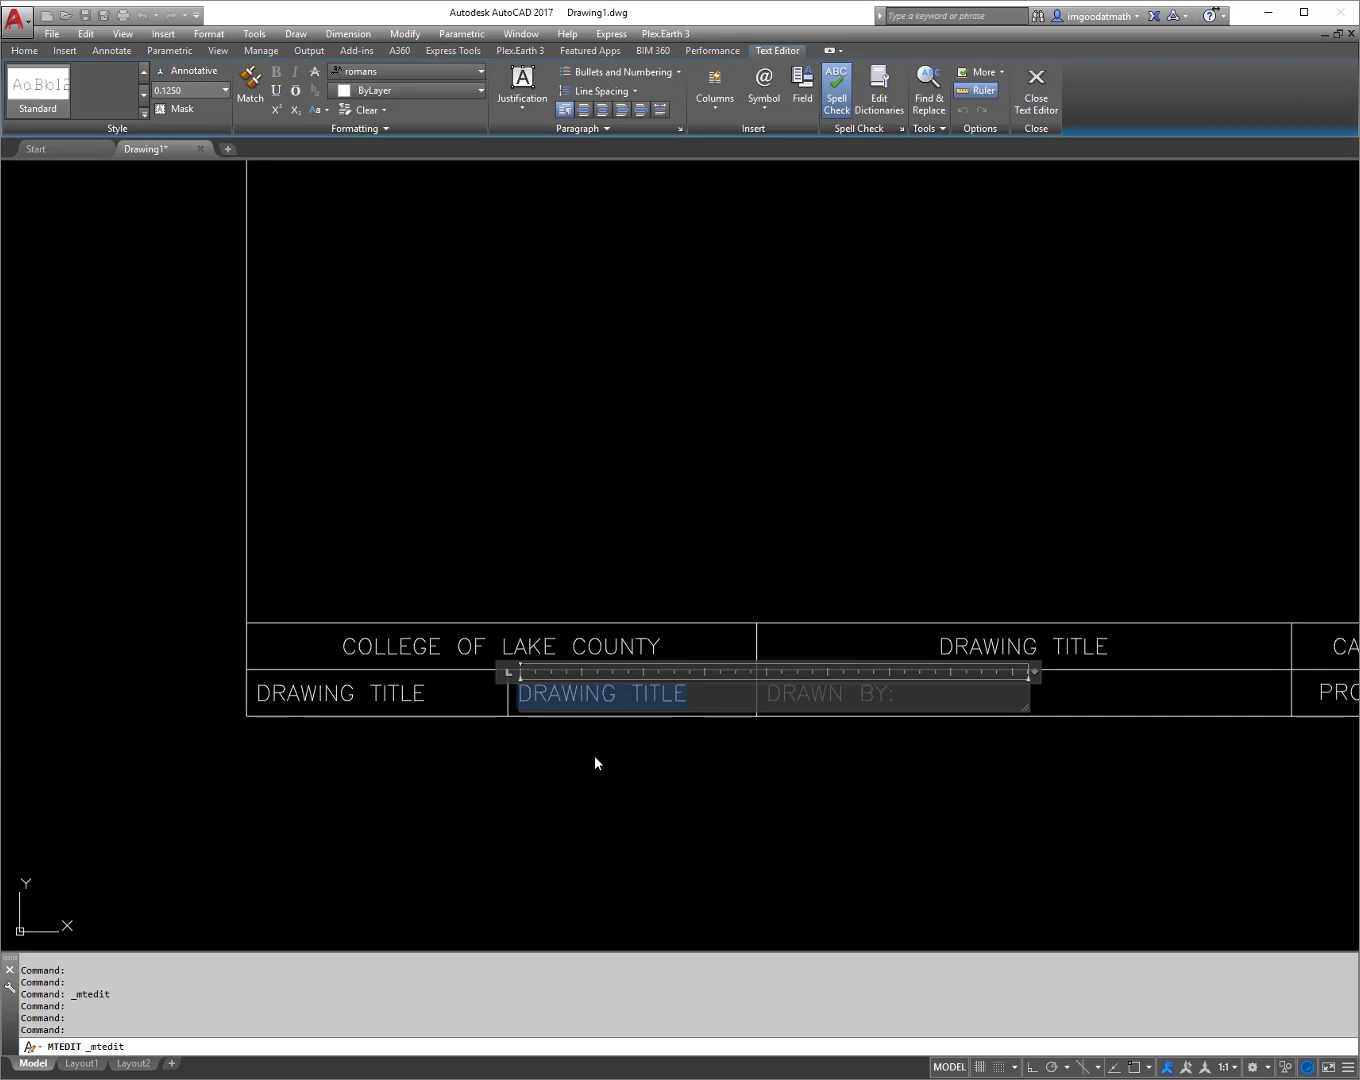 Autodesk AutoCAD 2017 Drawing1.dwg
Type a keyword or phrase
imgoodatmath
File Edit View Insert Format Tools Draw Dimension Modify Parametric Window Help Express Plex.Earth 3
Home Insert Annotate Parametric View Manage Output Add-ins A360 Express Tools Plex.Earth 3 Featured Apps BIM 360 Performance Text Editor
AaBb12
Standard
Annotative
0.1250
Mask
Style
Match
romans
ByLayer
Clear
Formatting
Justification
Bullets and Numbering
Line Spacing
Paragraph
Columns
Symbol
Field
Insert
ABC
Spell
Check
Edit
Dictionaries
Spell Check
Find &
Replace
Tools
More
Ruler
Options
Close
Text Editor
Close
Start
Drawing1*
COLLEGE OF LAKE COUNTY
DRAWING TITLE
CA
DRAWING TITLE
DRAWING TITLE
DRAWN BY:
PRO
Y
X
Command:
Command:
Command: _mtedit
Command:
Command:
Command:
MTEDIT _mtedit
Model Layout1 Layout2
MODEL
1:1